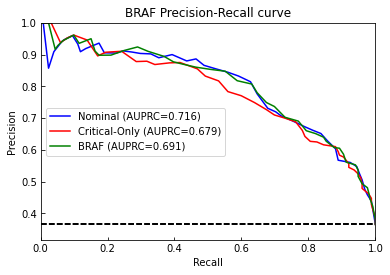 BRAF Precision-Recall curve
1.0
0.9
0.8
0.7
0.6
0.5
0.4
Precision
Nominal (AUPRC=0.716)
Critical-Only (AUPRC=0.679)
BRAF (AUPRC=0.691)
0.0 0.2 0.4 0.6 0.8 1.0
Recall